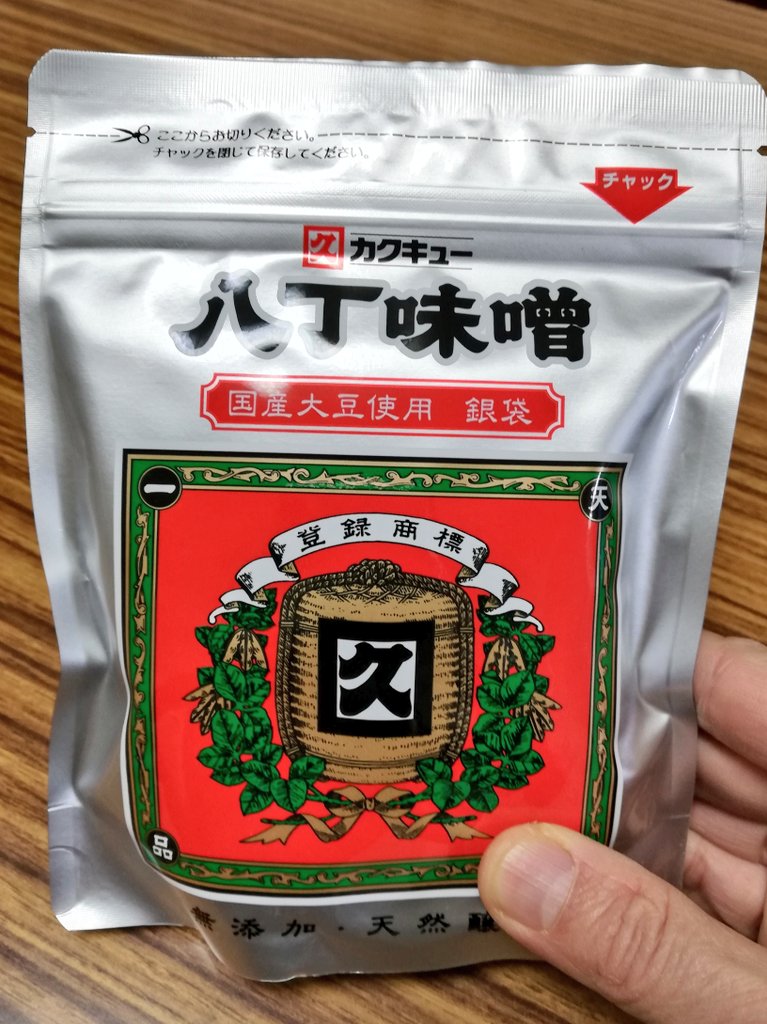 ここからお切りください。
チャックを閉じて保存してください。
チャック
久 カクキュー
八丁味噌
国産大豆使用 銀袋
一
天
登録商標
久
品
無添加・天然醸